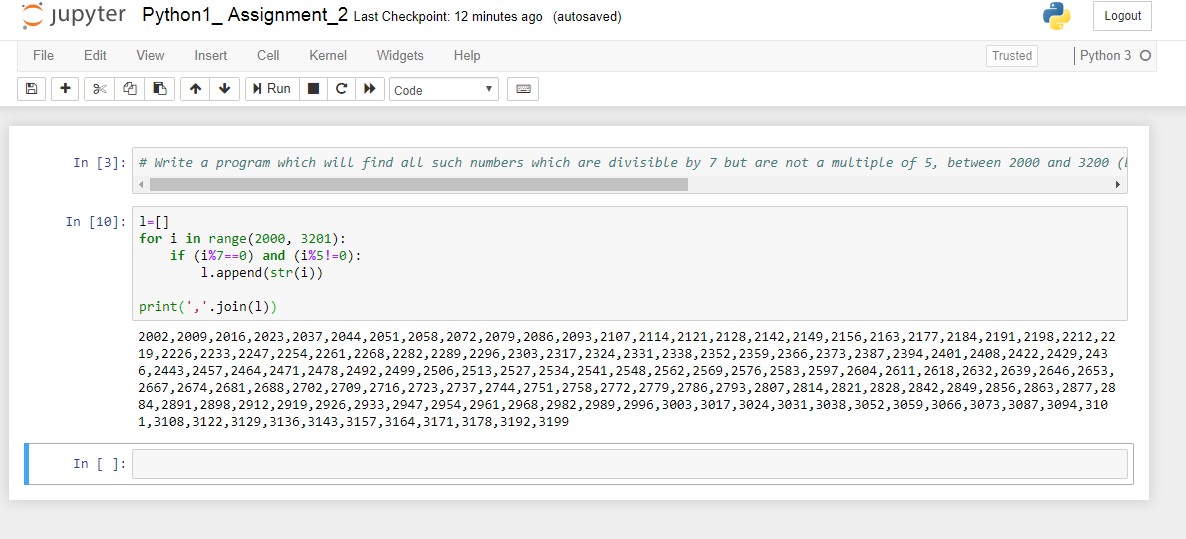 jupyter Python1_ Assignment_2 Last Checkpoint: 12 minutes ago (autosaved) Logout
File Edit View Insert Cell Kernel Widgets Help Trusted Python 3
Run Code
In [3]: # Write a program which will find all such numbers which are divisible by 7 but are not a multiple of 5, between 2000 and 3200 (
In [10]: l=[]
for i in range(2000, 3201):
    if (i%7==0) and (i%5!=0):
        l.append(str(i))
print(','.join(l))
2002,2009,2016,2023,2037,2044,2051,2058,2072,2079,2086,2093,2107,2114,2121,2128,2142,2149,2156,2163,2177,2184,2191,2198,2212,22
19,2226,2233,2247,2254,2261,2268,2282,2289,2296,2303,2317,2324,2331,2338,2352,2359,2366,2373,2387,2394,2401,2408,2422,2429,243
6,2443,2457,2464,2471,2478,2492,2499,2506,2513,2527,2534,2541,2548,2562,2569,2576,2583,2597,2604,2611,2618,2632,2639,2646,2653,
2667,2674,2681,2688,2702,2709,2716,2723,2737,2744,2751,2758,2772,2779,2786,2793,2807,2814,2821,2828,2842,2849,2856,2863,2877,28
84,2891,2898,2912,2919,2926,2933,2947,2954,2961,2968,2982,2989,2996,3003,3017,3024,3031,3038,3052,3059,3066,3073,3087,3094,310
1,3108,3122,3129,3136,3143,3157,3164,3171,3178,3192,3199
In [ ]: